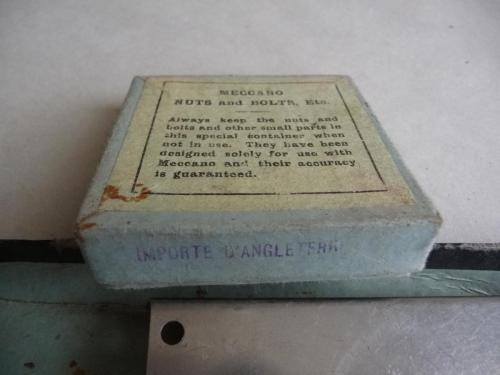 MECCANO
NUTS and BOLTS, Etc.
Always keep the nuts and
bolts and other small parts in
this special container when
not in use. They have been
designed solely for use with
Meccano and their accuracy
is guaranteed.
IMPORTE D'ANGLETERRE